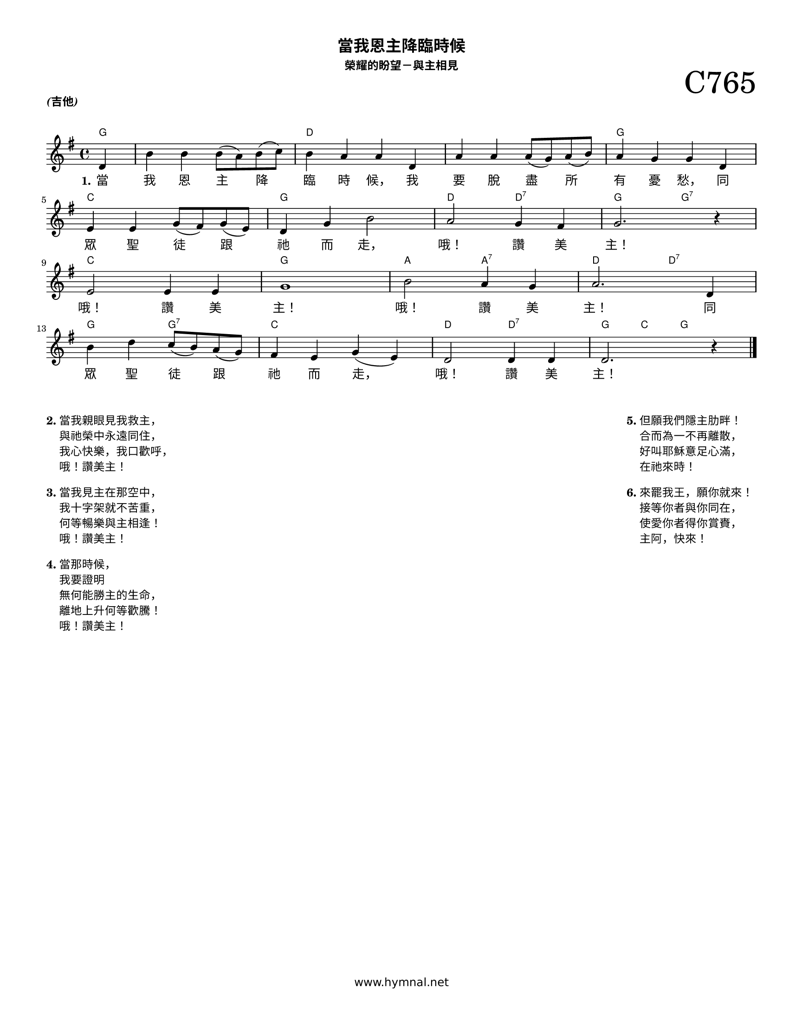 當我恩主降臨時候
榮耀的盼望－與主相見
C765
(吉他)
G D G
1. 當 我 恩 主 降 臨 時 候， 我 要 脫 盡 所 有 憂 愁， 同
5 C G D D7 G G7
眾 聖 徒 跟 祂 而 走， 哦！ 讚 美 主！
9 C G A A7 D D7
哦！ 讚 美 主！ 哦！ 讚 美 主！ 同
13 G G7 C D D7 G C G
眾 聖 徒 跟 祂 而 走， 哦！ 讚 美 主！
2. 當我親眼見我救主，
與祂榮中永遠同住，
我心快樂，我口歡呼，
哦！讚美主！
3. 當我見主在那空中，
我十字架就不苦重，
何等暢樂與主相逢！
哦！讚美主！
4. 當那時候，
我要證明
無何能勝主的生命，
離地上升何等歡騰！
哦！讚美主！
5. 但願我們隱主肋畔！
合而為一不再離散，
好叫耶穌意足心滿，
在祂來時！
6. 來罷我王，願你就來！
接等你者與你同在，
使愛你者得你賞賚，
主阿，快來！
www.hymnal.net